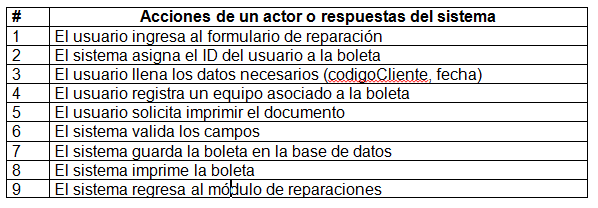 # Acciones de un actor o respuestas del sistema
1 El usuario ingresa al formulario de reparación
2 El sistema asigna el ID del usuario a la boleta
3 El usuario llena los datos necesarios (codigoCliente, fecha)
4 El usuario registra un equipo asociado a la boleta
5 El usuario solicita imprimir el documento
6 El sistema valida los campos
7 El sistema guarda la boleta en la base de datos
8 El sistema imprime la boleta
9 El sistema regresa al módulo de reparaciones